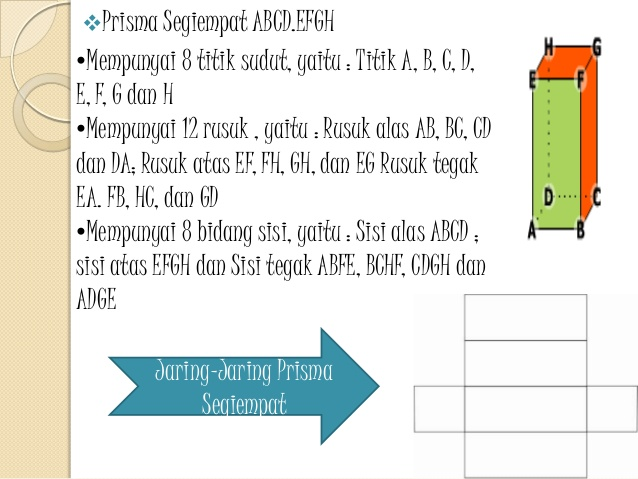 ❖Prisma Segiempat ABCD.EFGH
•Mempunyai 8 titik sudut, yaitu : Titik A, B, C, D,
E, F, G dan H
•Mempunyai 12 rusuk , yaitu : Rusuk alas AB, BC, CD
dan DA; Rusuk atas EF, FH, GH, dan EG Rusuk tegak
EA. FB, HC, dan GD
•Mempunyai 8 bidang sisi, yaitu : Sisi alas ABCD ;
sisi atas EFGH dan Sisi tegak ABFE, BCHF, CDGH dan
ADGE
H G
E F
D C
A B
Jaring-Jaring Prisma
Segiempat